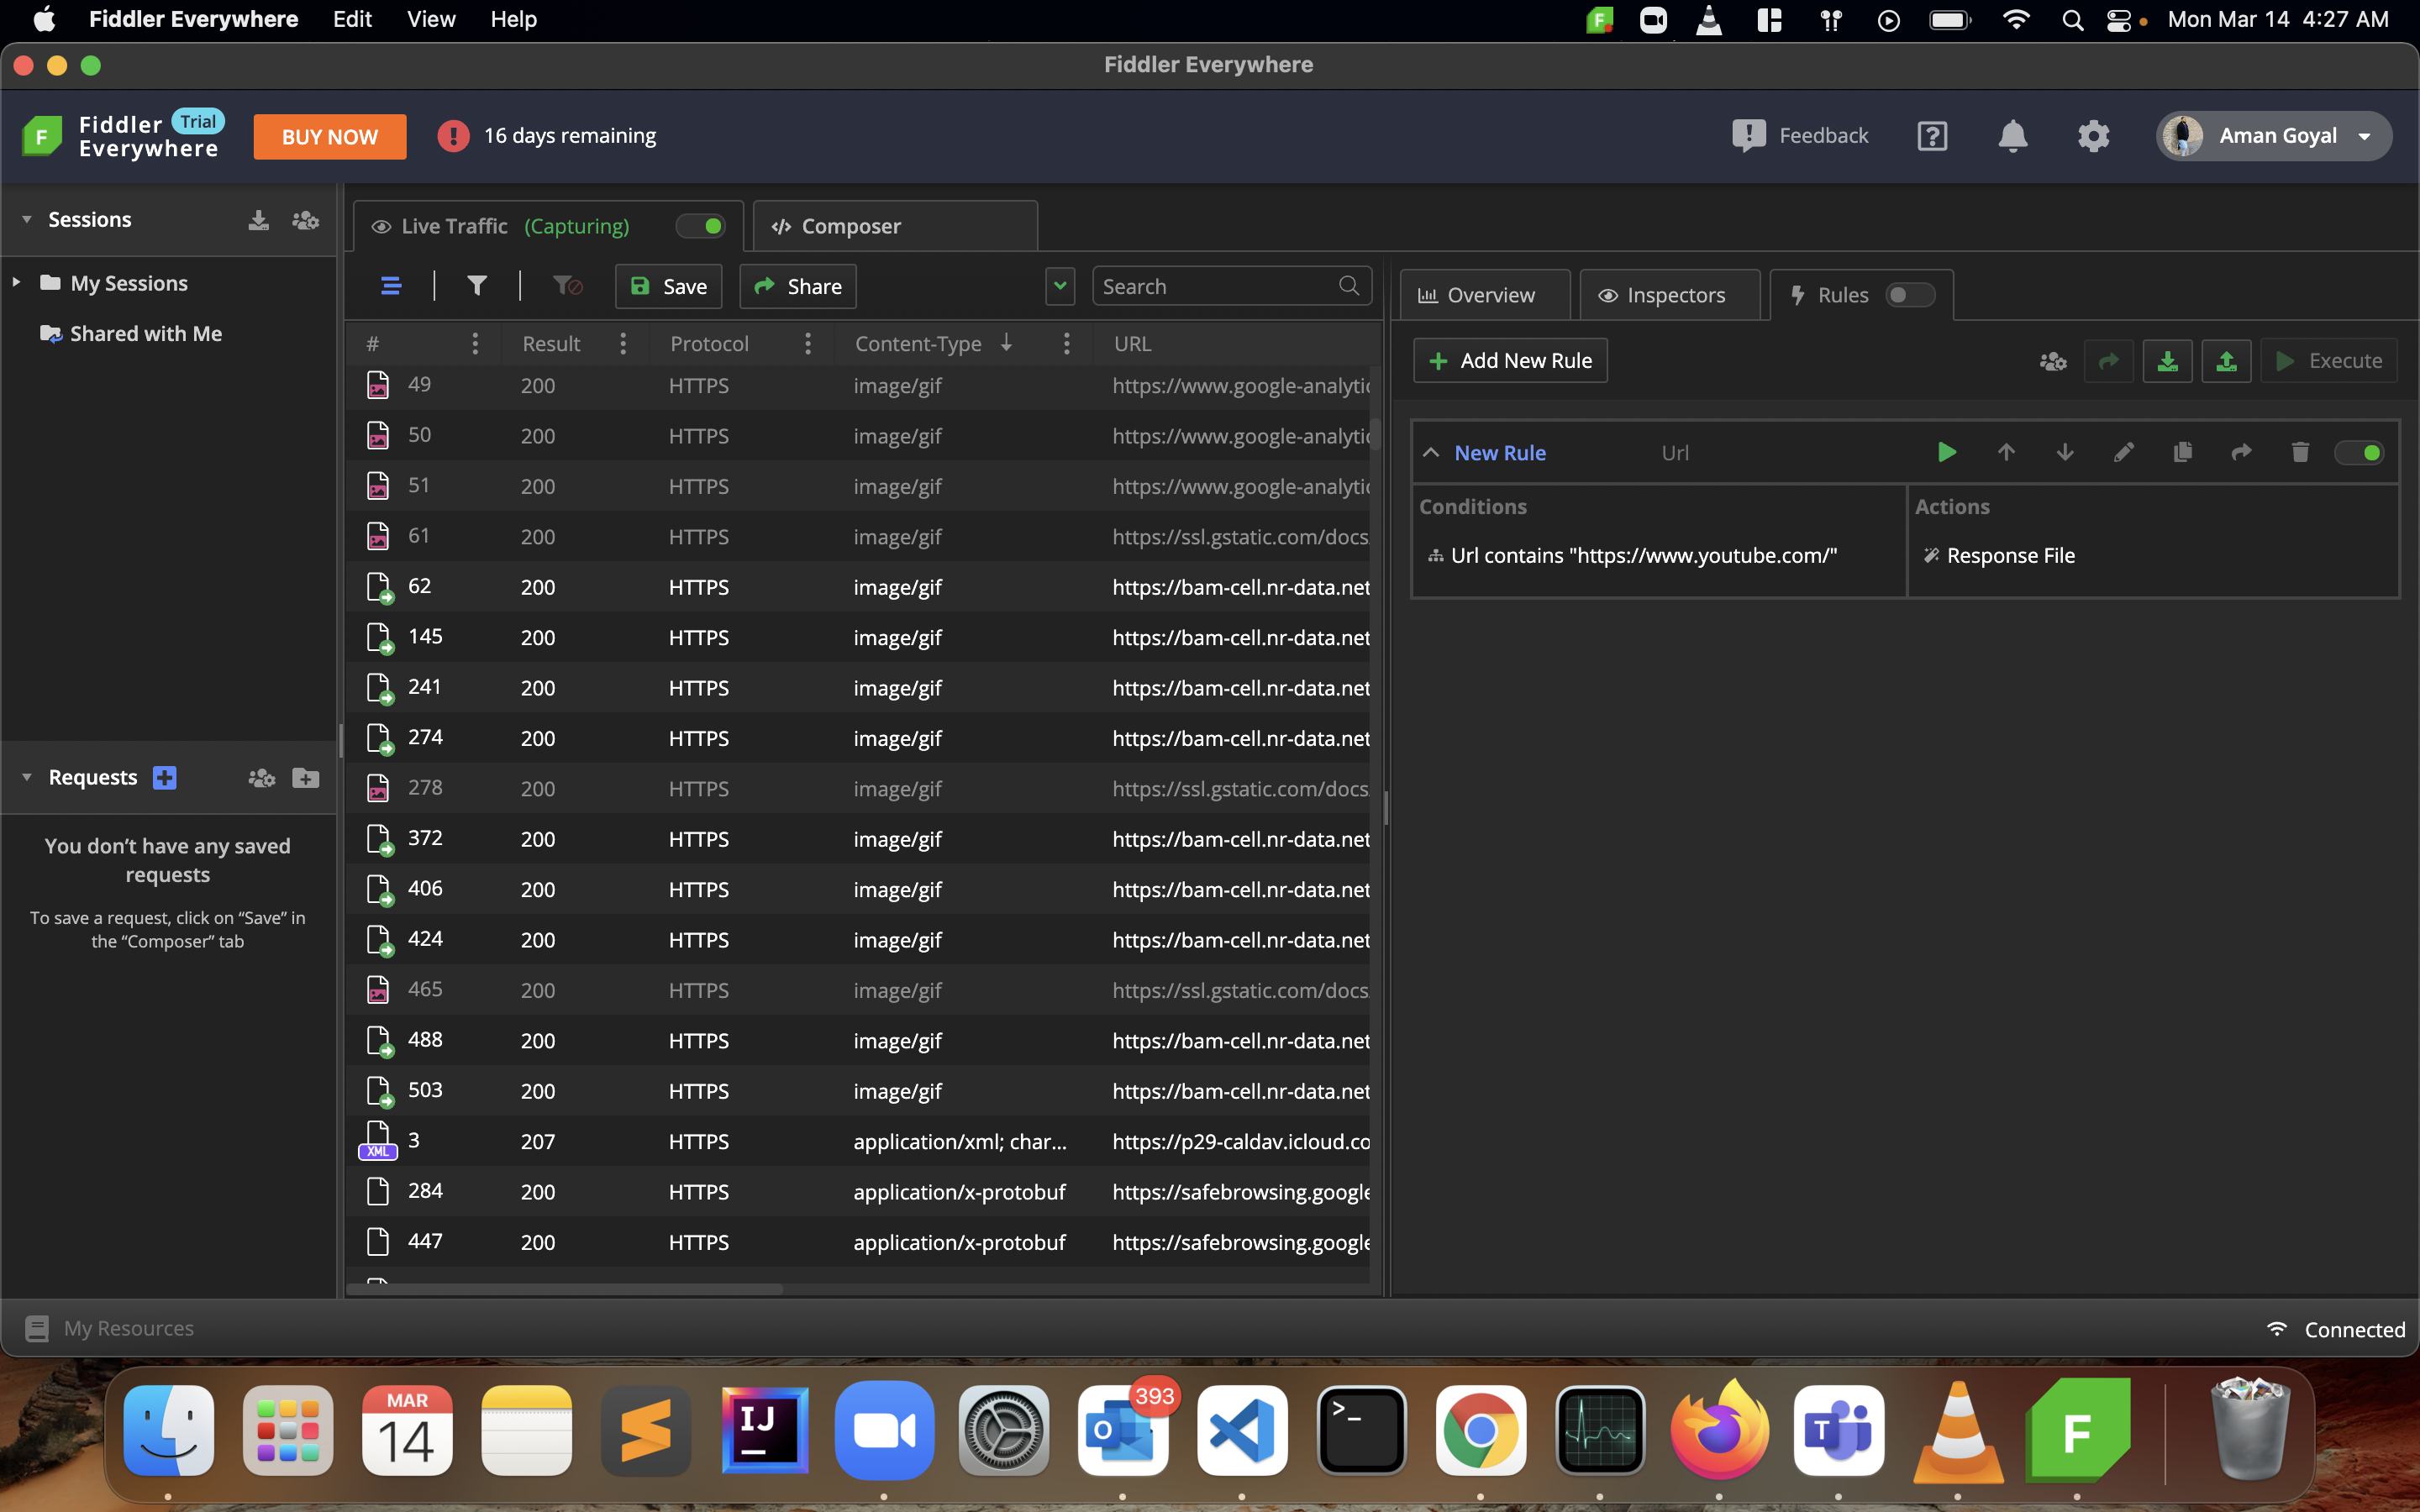 Fiddler Everywhere Edit View Help Mon Mar 14 4:27 AM
Fiddler Everywhere
Fiddler Everywhere Trial BUY NOW 16 days remaining Feedback Aman Goyal
Sessions
My Sessions
Shared with Me
Requests
You don’t have any saved
requests
To save a request, click on “Save” in
the “Composer” tab
Live Traffic (Capturing) Composer
Save Share Search
# Result Protocol Content-Type URL
49 200 HTTPS image/gif https://www.google-analytic
50 200 HTTPS image/gif https://www.google-analytic
51 200 HTTPS image/gif https://www.google-analytic
61 200 HTTPS image/gif https://ssl.gstatic.com/docs
62 200 HTTPS image/gif https://bam-cell.nr-data.net
145 200 HTTPS image/gif https://bam-cell.nr-data.net
241 200 HTTPS image/gif https://bam-cell.nr-data.net
274 200 HTTPS image/gif https://bam-cell.nr-data.net
278 200 HTTPS image/gif https://ssl.gstatic.com/docs
372 200 HTTPS image/gif https://bam-cell.nr-data.net
406 200 HTTPS image/gif https://bam-cell.nr-data.net
424 200 HTTPS image/gif https://bam-cell.nr-data.net
465 200 HTTPS image/gif https://ssl.gstatic.com/docs
488 200 HTTPS image/gif https://bam-cell.nr-data.net
503 200 HTTPS image/gif https://bam-cell.nr-data.net
XML 3 207 HTTPS application/xml; char... https://p29-caldav.icloud.co
284 200 HTTPS application/x-protobuf https://safebrowsing.google
447 200 HTTPS application/x-protobuf https://safebrowsing.google
Overview Inspectors Rules
Add New Rule Execute
New Rule Url
Conditions Actions
Url contains "https://www.youtube.com/" Response File
My Resources Connected
MAR
14
IJ
393